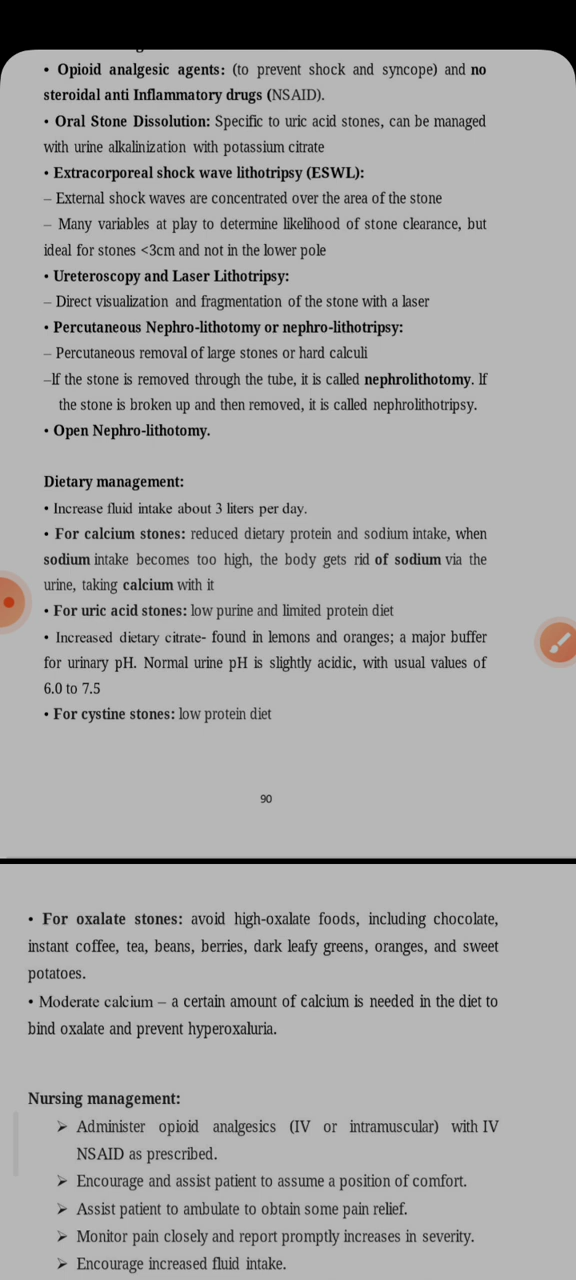 • Opioid analgesic agents: (to prevent shock and syncope) and no
steroidal anti Inflammatory drugs (NSAID).
• Oral Stone Dissolution: Specific to uric acid stones, can be managed
with urine alkalinization with potassium citrate
• Extracorporeal shock wave lithotripsy (ESWL):
– External shock waves are concentrated over the area of the stone
– Many variables at play to determine likelihood of stone clearance, but
ideal for stones <3cm and not in the lower pole
• Ureteroscopy and Laser Lithotripsy:
– Direct visualization and fragmentation of the stone with a laser
• Percutaneous Nephro-lithotomy or nephro-lithotripsy:
– Percutaneous removal of large stones or hard calculi
–If the stone is removed through the tube, it is called nephrolithotomy. If
the stone is broken up and then removed, it is called nephrolithotripsy.
• Open Nephro-lithotomy.
Dietary management:
• Increase fluid intake about 3 liters per day.
• For calcium stones: reduced dietary protein and sodium intake, when
sodium intake becomes too high, the body gets rid of sodium via the
urine, taking calcium with it
• For uric acid stones: low purine and limited protein diet
• Increased dietary citrate- found in lemons and oranges; a major buffer
for urinary pH. Normal urine pH is slightly acidic, with usual values of
6.0 to 7.5
• For cystine stones: low protein diet
90
• For oxalate stones: avoid high-oxalate foods, including chocolate,
instant coffee, tea, beans, berries, dark leafy greens, oranges, and sweet
potatoes.
• Moderate calcium – a certain amount of calcium is needed in the diet to
bind oxalate and prevent hyperoxaluria.
Nursing management:
➢ Administer opioid analgesics (IV or intramuscular) with IV
NSAID as prescribed.
➢ Encourage and assist patient to assume a position of comfort.
➢ Assist patient to ambulate to obtain some pain relief.
➢ Monitor pain closely and report promptly increases in severity.
➢ Encourage increased fluid intake.